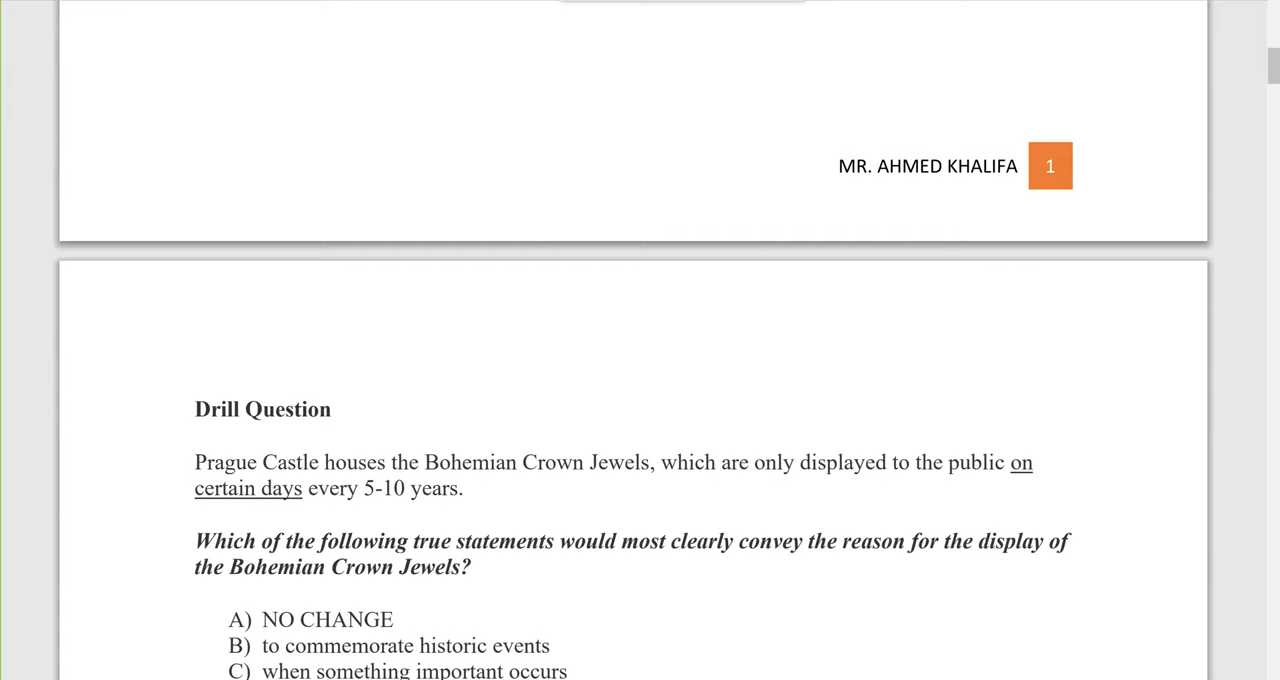 MR. AHMED KHALIFA 1
Drill Question
Prague Castle houses the Bohemian Crown Jewels, which are only displayed to the public on
certain days every 5-10 years.
Which of the following true statements would most clearly convey the reason for the display of
the Bohemian Crown Jewels?
A) NO CHANGE
B) to commemorate historic events
C) when something important occurs